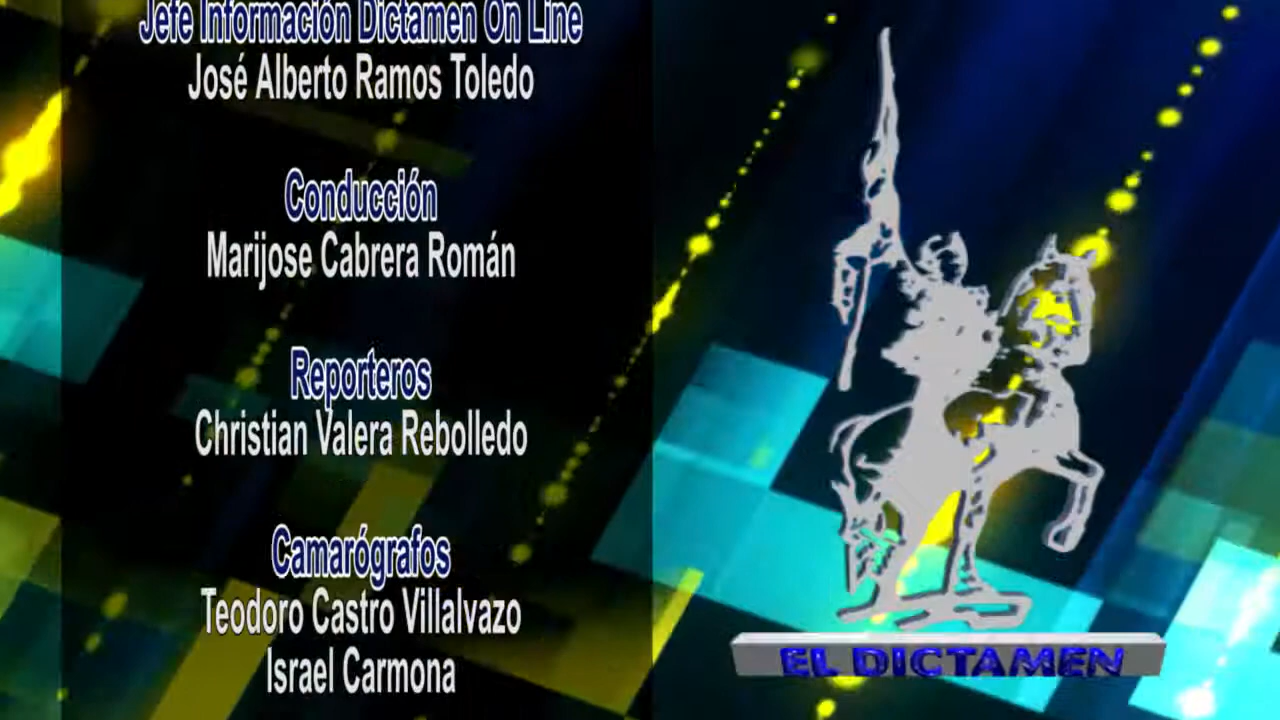 Jefe Información Dictamen On Line
José Alberto Ramos Toledo
Conducción
Marijose Cabrera Román
Reporteros
Christian Valera Rebolledo
Camarógrafos
Teodoro Castro Villalvazo
Israel Carmona
EL DICTAMEN